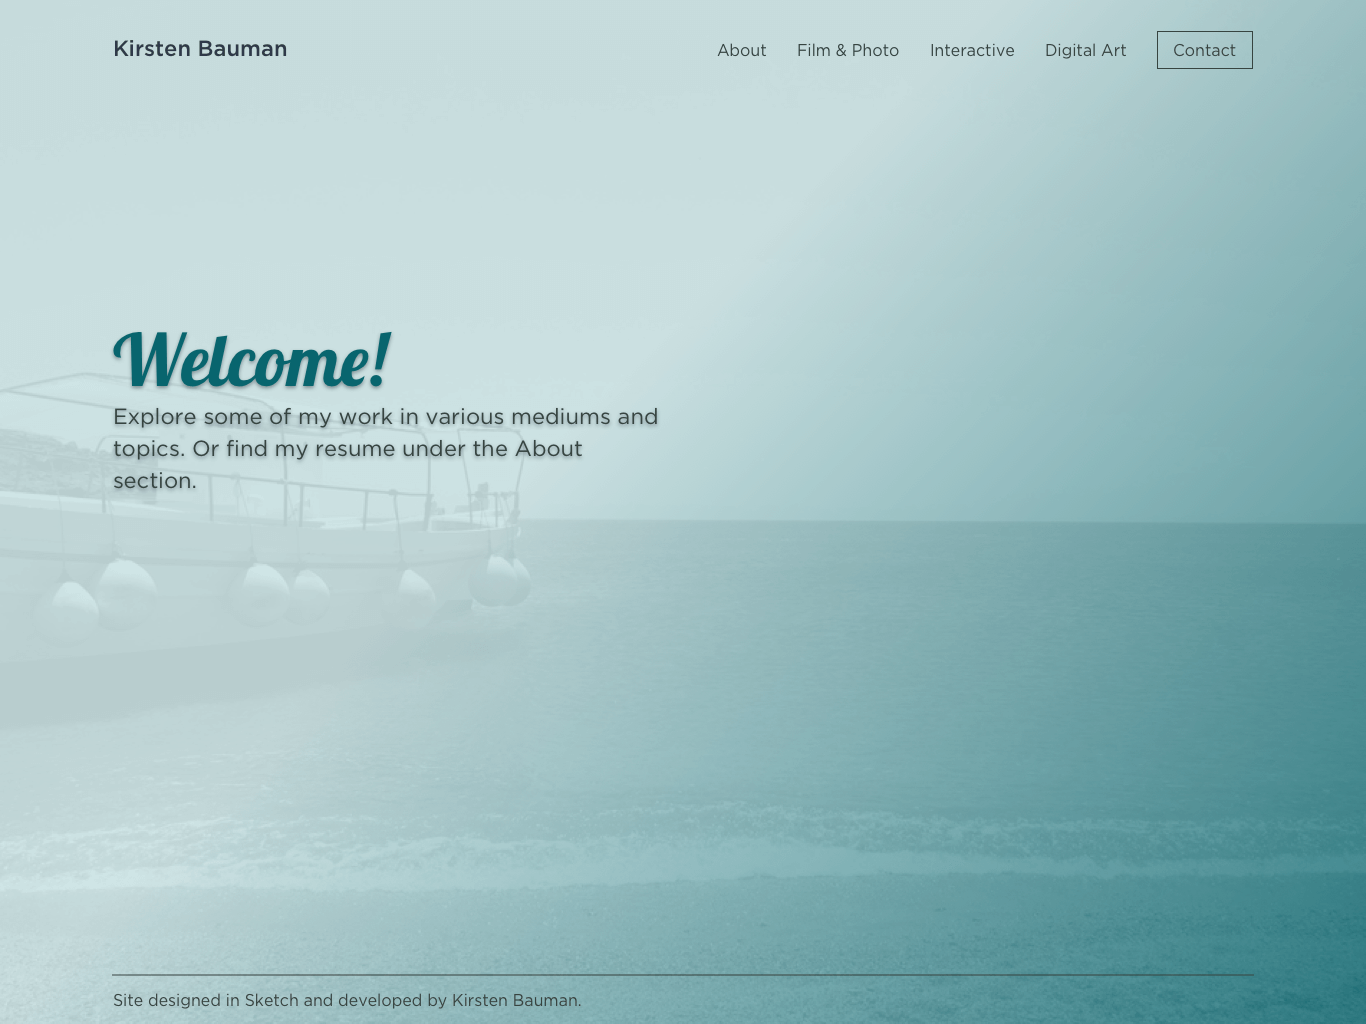 Kirsten Bauman
About Film & Photo Interactive Digital Art Contact
Welcome!
Explore some of my work in various mediums and
topics. Or find my resume under the About
section.
Site designed in Sketch and developed by Kirsten Bauman.